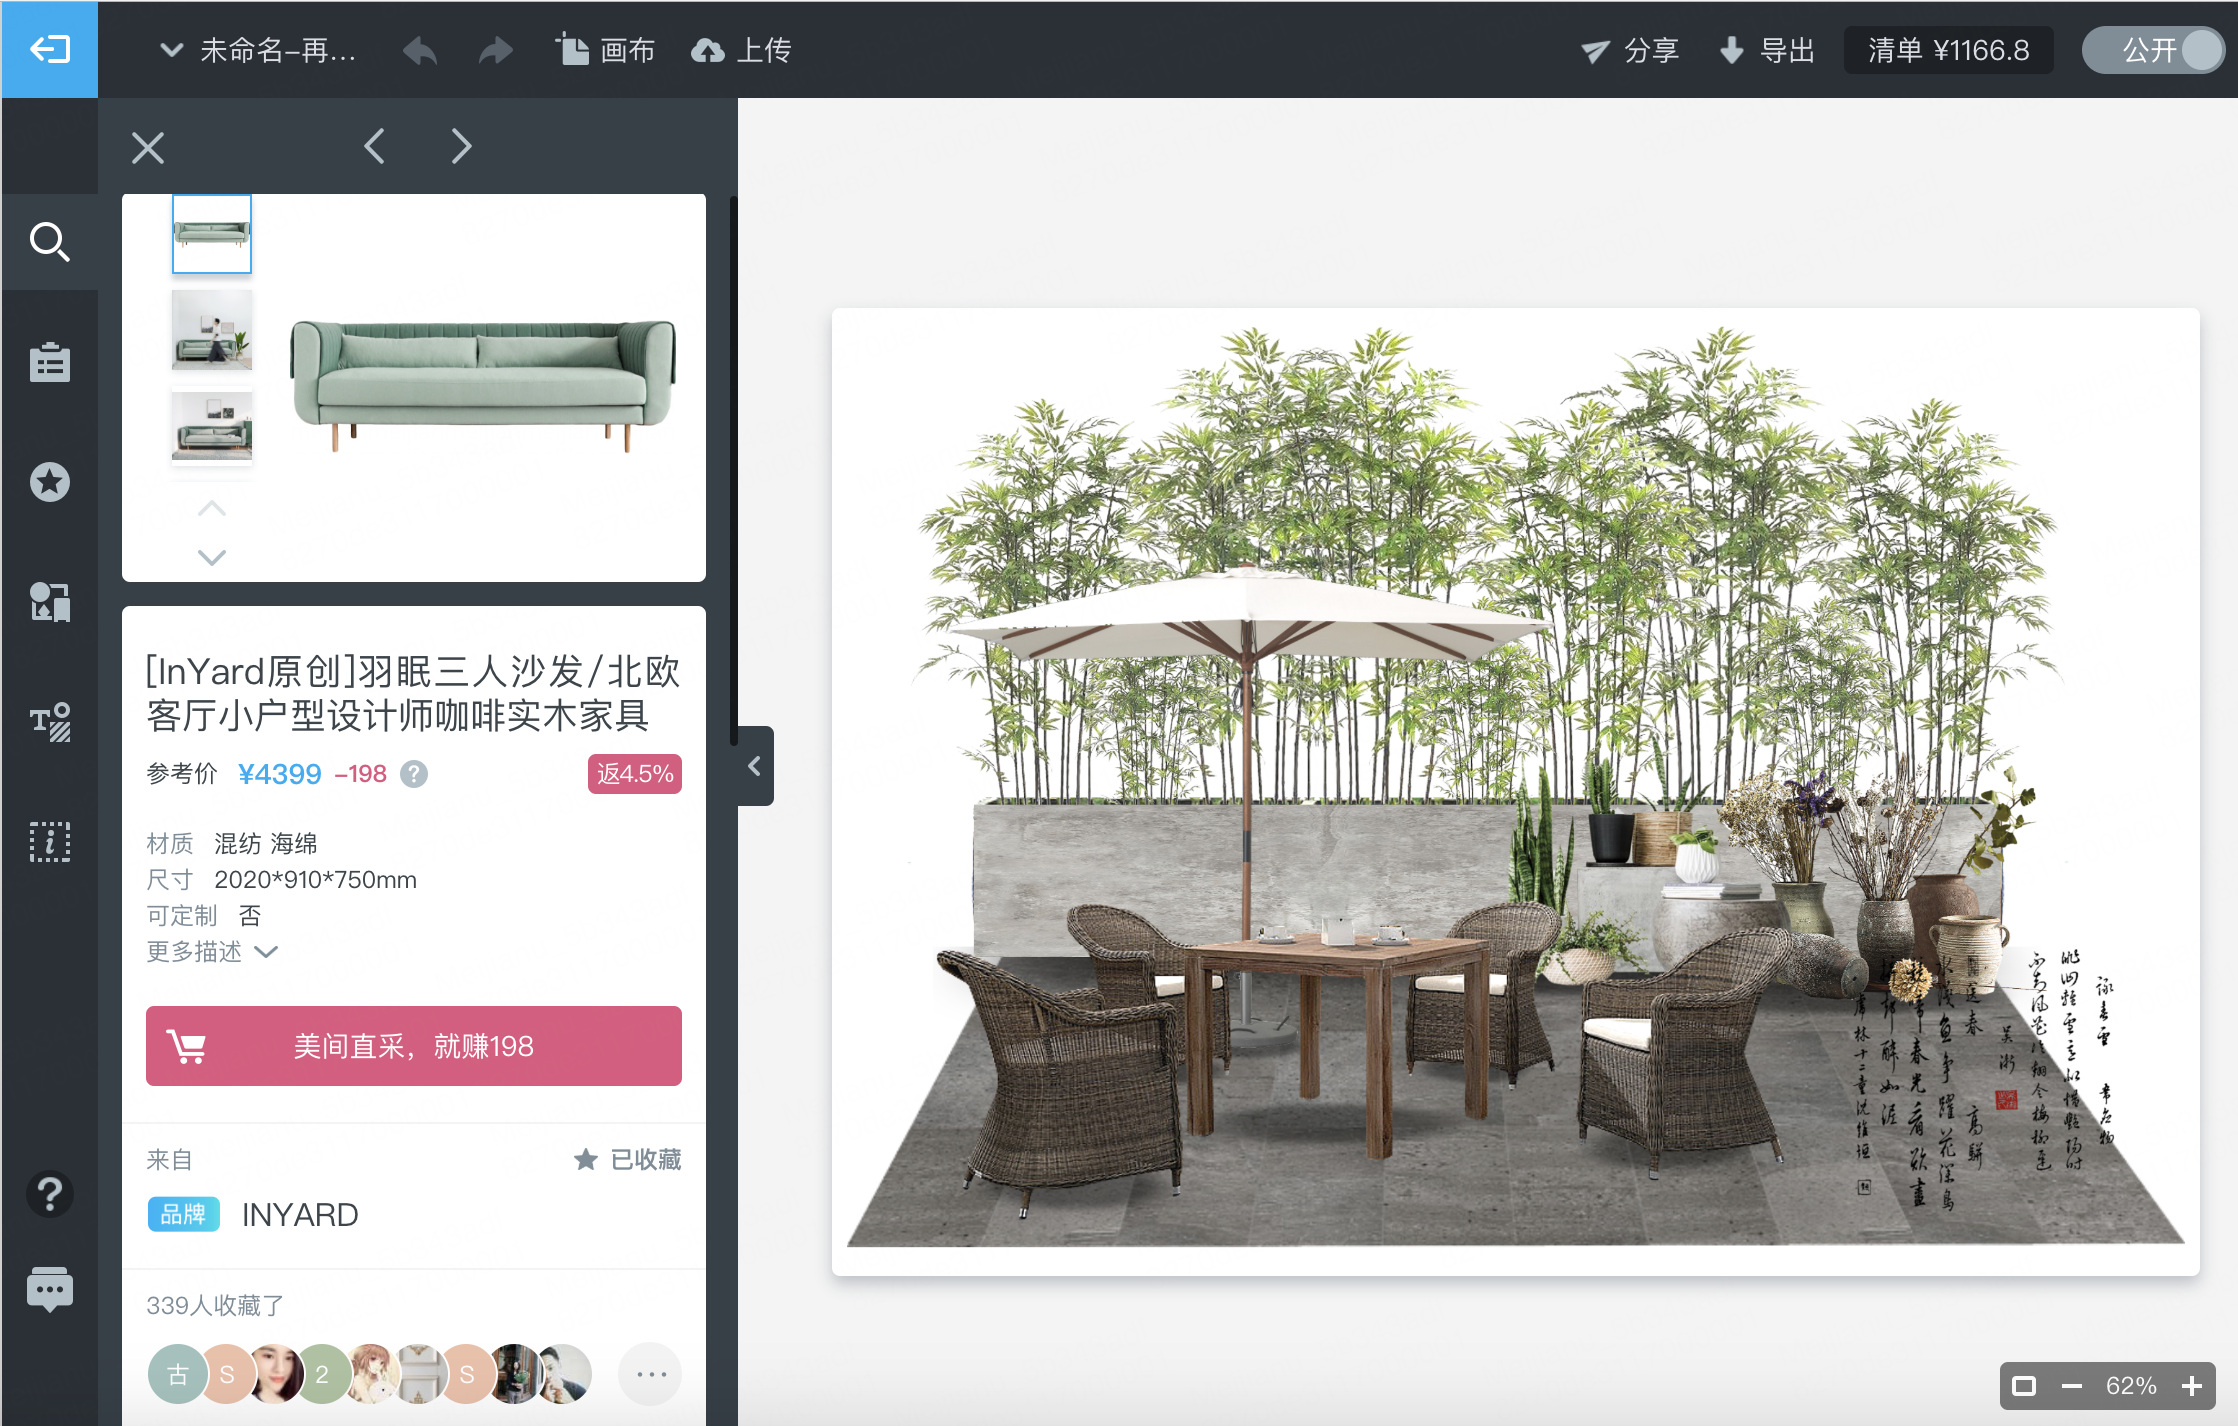 未命名-再...
画布
上传
分享
导出
清单 ¥1166.8
公开
[InYard原创]羽眠三人沙发/北欧
客厅小户型设计师咖啡实木家具
参考价 ¥4399 -198 ?
返4.5%
材质 混纺 海绵
尺寸 2020*910*750mm
可定制 否
更多描述
美间直采，就赚198
来自
已收藏
品牌 INYARD
339人收藏了
古
S
2
S
...
T
i
?
62%